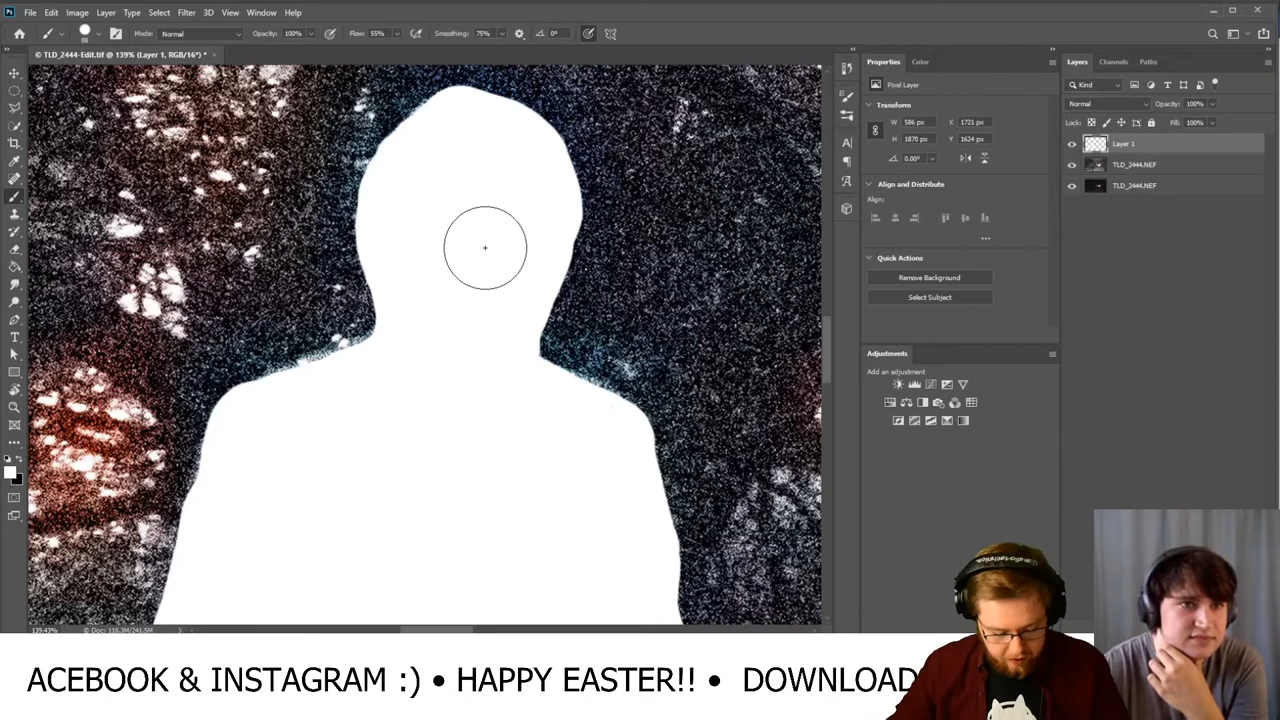 Ps File Edit Image Layer Type Select Filter 3D View Window Help
88 Mode: Normal Opacity: 100% Flow: 55% Smoothing: 75% 0°
© TLD_2444-Edit.tif @ 139% (Layer 1, RGB/16*) *
Properties Color
Pixel Layer
Transform
W 586 px X 1721 px
H 1870 px Y 1624 px
0.00°
Align and Distribute
Align:
Quick Actions
Remove Background
Select Subject
Adjustments
Add an adjustment
Layers Channels Paths
Kind
Normal Opacity: 100%
Lock: Fill: 100%
Layer 1
TLD_2444.NEF
TLD_2444.NEF
139.43% © Doc: 118.3M/241.5M
ACEBOOK & INSTAGRAM :) • HAPPY EASTER!! • DOWNLOAD